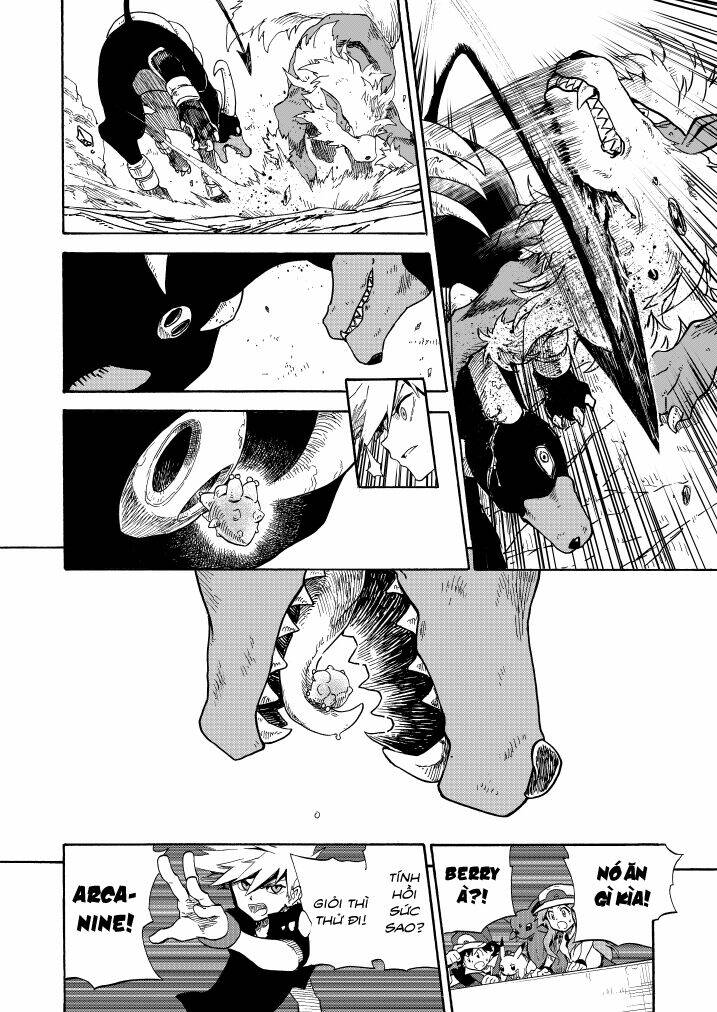 NÓ ĂN
GÌ KÌA!
BERRY
À?!
TÍNH
HỒI
SỨC
SAO?
GIỎI THÌ
THỬ ĐI!
ARCA-
NINE!